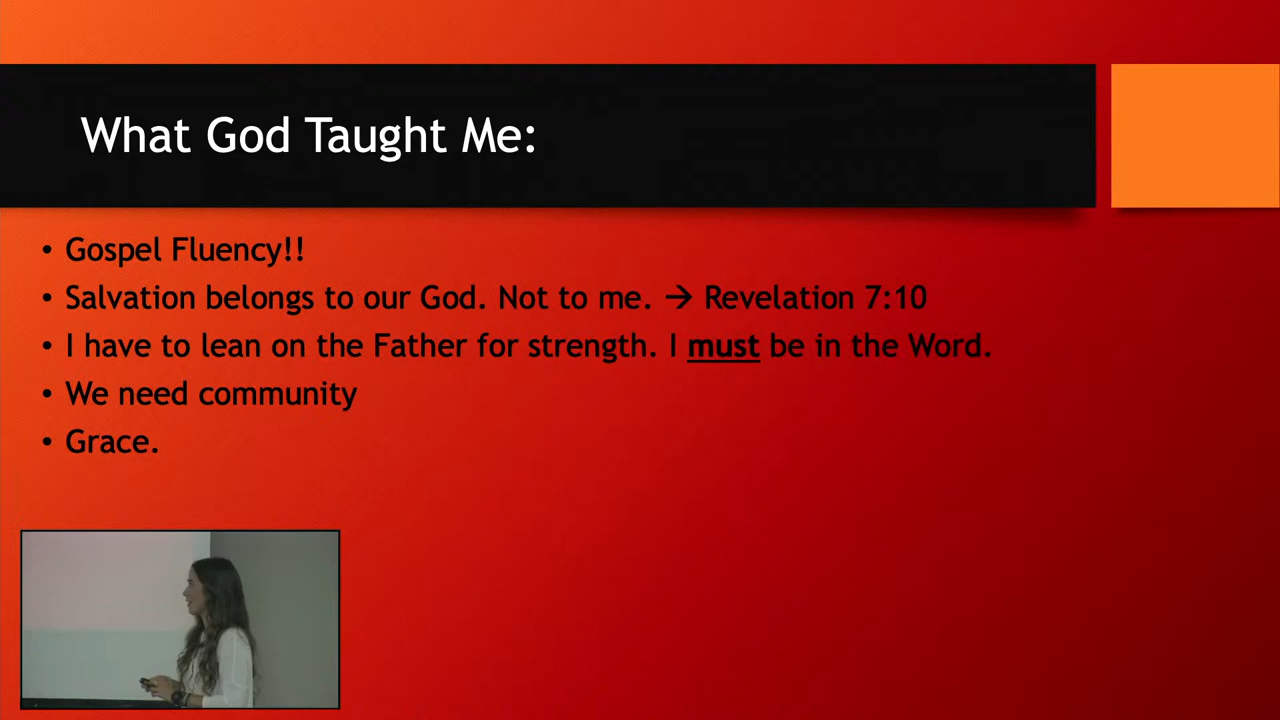 What God Taught Me:
• Gospel Fluency!!
• Salvation belongs to our God. Not to me. → Revelation 7:10
• I have to lean on the Father for strength. I must be in the Word.
• We need community
• Grace.